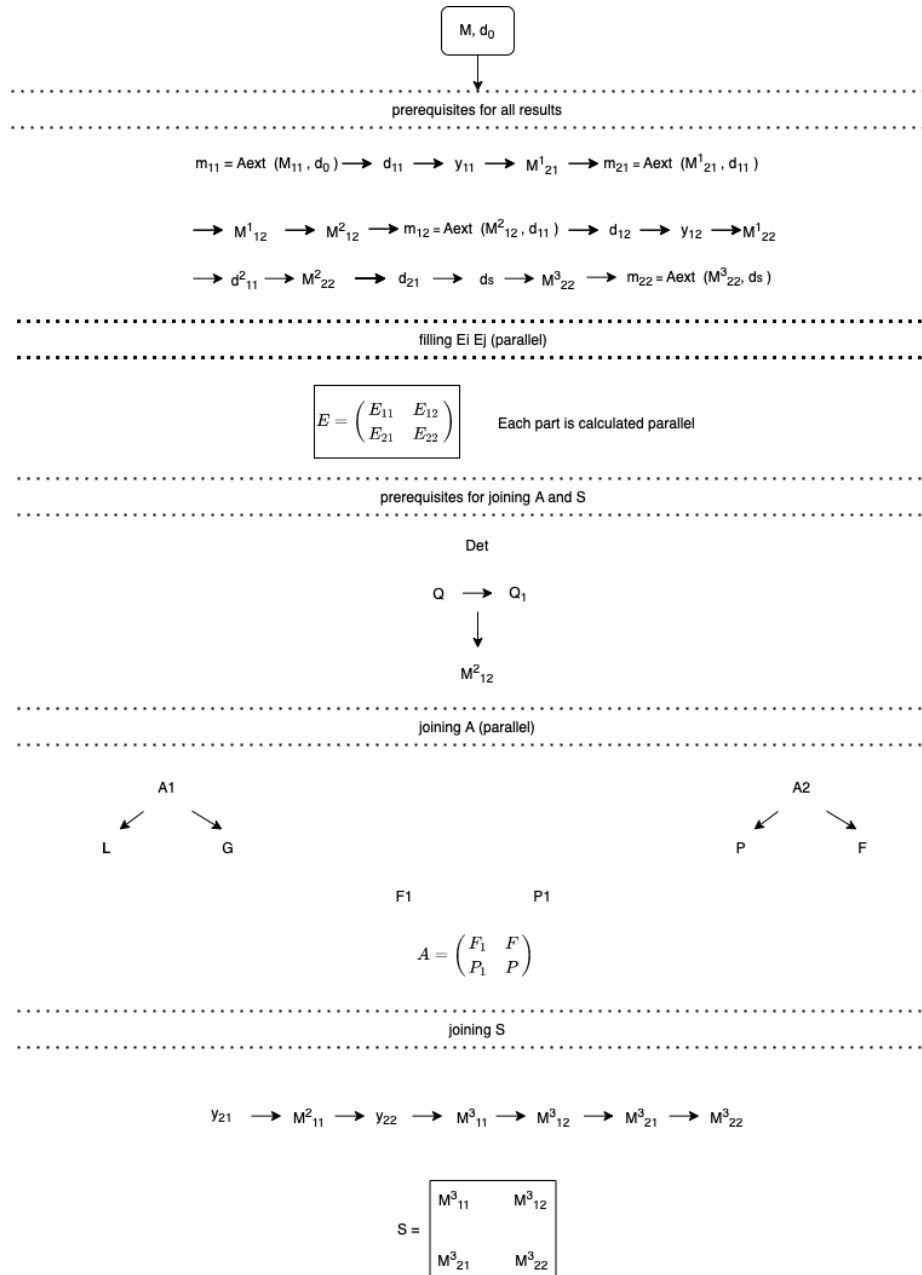 M, d₀
prerequisites for all results
m₁₁ = Aext (M₁₁ , d₀) → d₁₁ → y₁₁ → M¹₂₁ → m₂₁ = Aext (M¹₂₁ , d₁₁ )
→ M¹₁₂ → M²₁₂ → m₁₂ = Aext (M²₁₂ , d₁₁ ) → d₁₂ → y₁₂ → M¹₂₂
→ d²₁₁ → M²₂₂ → d₂₁ → ds → M³₂₂ → m₂₂ = Aext (M³₂₂, ds )
filling Ei Ej (parallel)
E = ( E₁₁ E₁₂
E₂₁ E₂₂ )
Each part is calculated parallel
prerequisites for joining A and S
Det
Q → Q₁
M²₁₂
joining A (parallel)
A1 A2
L G P F
F1 P1
A = ( F₁ F
P₁ P )
joining S
y₂₁ → M²₁₁ → y₂₂ → M³₁₁ → M³₁₂ → M³₂₁ → M³₂₂
M³₁₁ M³₁₂
S =
M³₂₁ M³₂₂